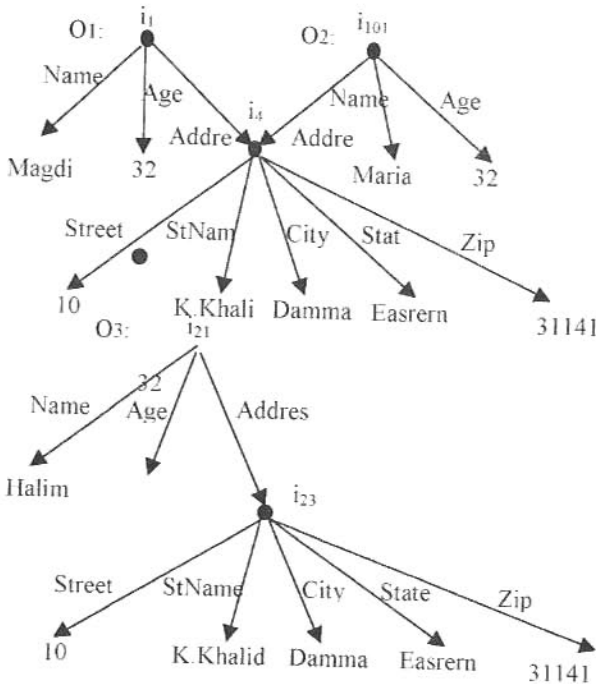 O1: i1 O2: i101
Name Age Name Age
i4
Addre Addre
Magdi 32 Maria 32
Street StNam City Stat Zip
10 K.Khali Damma Easrern 31141
O3: i21
32
Name Age Addres
Halim
i23
Street StName City State Zip
10 K.Khalid Damma Easrern 31141